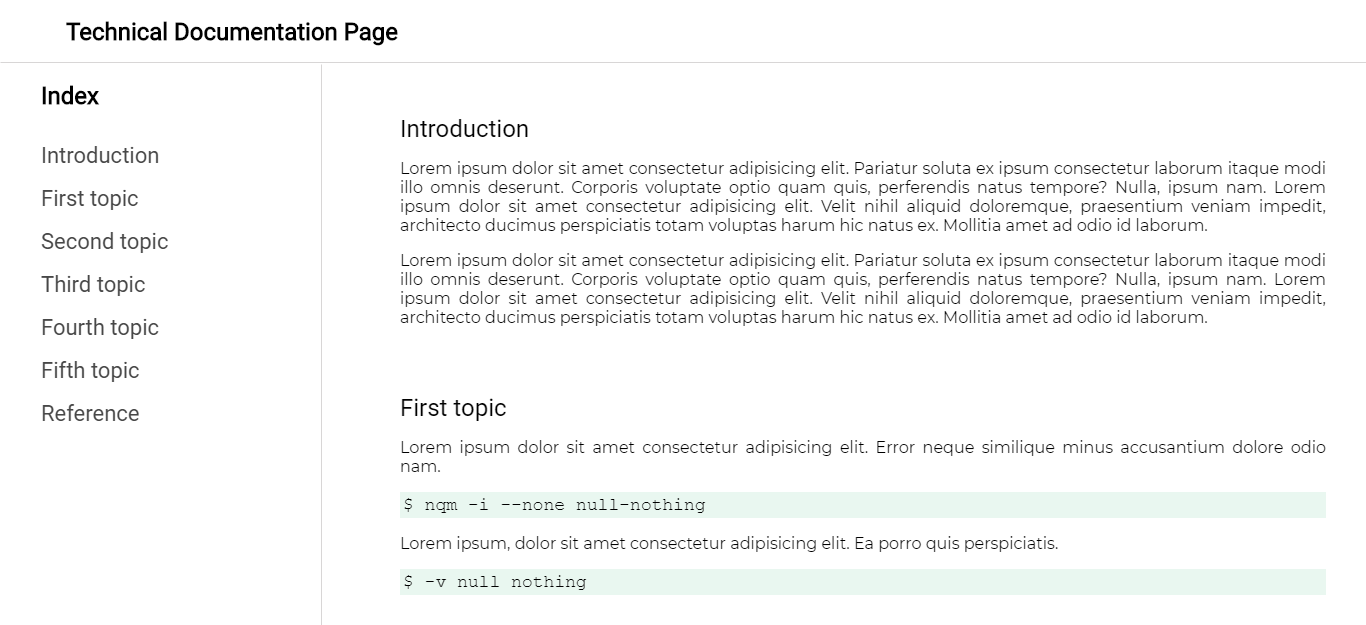 Technical Documentation Page
Index
Introduction
First topic
Second topic
Third topic
Fourth topic
Fifth topic
Reference
Introduction
Lorem ipsum dolor sit amet consectetur adipisicing elit. Pariatur soluta ex ipsum consectetur laborum itaque modi
illo omnis deserunt. Corporis voluptate optio quam quis, perferendis natus tempore? Nulla, ipsum nam. Lorem
ipsum dolor sit amet consectetur adipisicing elit. Velit nihil aliquid doloremque, praesentium veniam impedit,
architecto ducimus perspiciatis totam voluptas harum hic natus ex. Mollitia amet ad odio id laborum.
Lorem ipsum dolor sit amet consectetur adipisicing elit. Pariatur soluta ex ipsum consectetur laborum itaque modi
illo omnis deserunt. Corporis voluptate optio quam quis, perferendis natus tempore? Nulla, ipsum nam. Lorem
ipsum dolor sit amet consectetur adipisicing elit. Velit nihil aliquid doloremque, praesentium veniam impedit,
architecto ducimus perspiciatis totam voluptas harum hic natus ex. Mollitia amet ad odio id laborum.
First topic
Lorem ipsum dolor sit amet consectetur adipisicing elit. Error neque similique minus accusantium dolore odio
nam.
$ nqm -i --none null-nothing
Lorem ipsum, dolor sit amet consectetur adipisicing elit. Ea porro quis perspiciatis.
$ -v null nothing